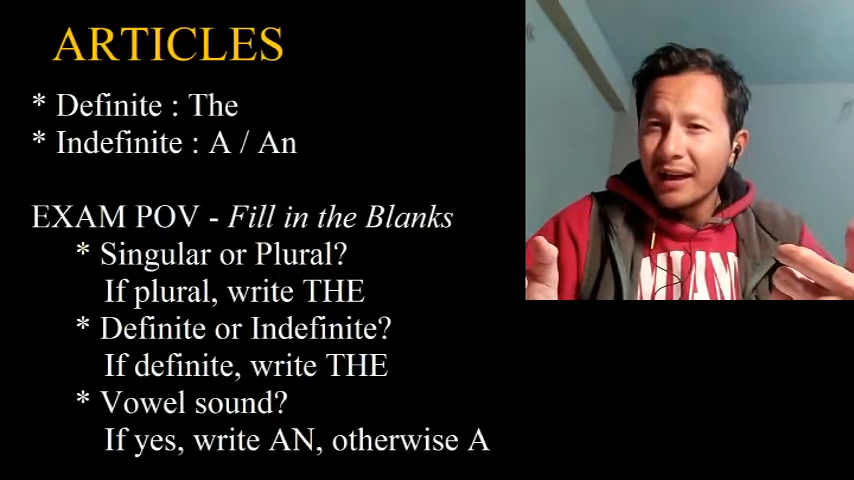 ARTICLES
* Definite : The
* Indefinite : A / An
EXAM POV - Fill in the Blanks
* Singular or Plural?
If plural, write THE
* Definite or Indefinite?
If definite, write THE
* Vowel sound?
If yes, write AN, otherwise A